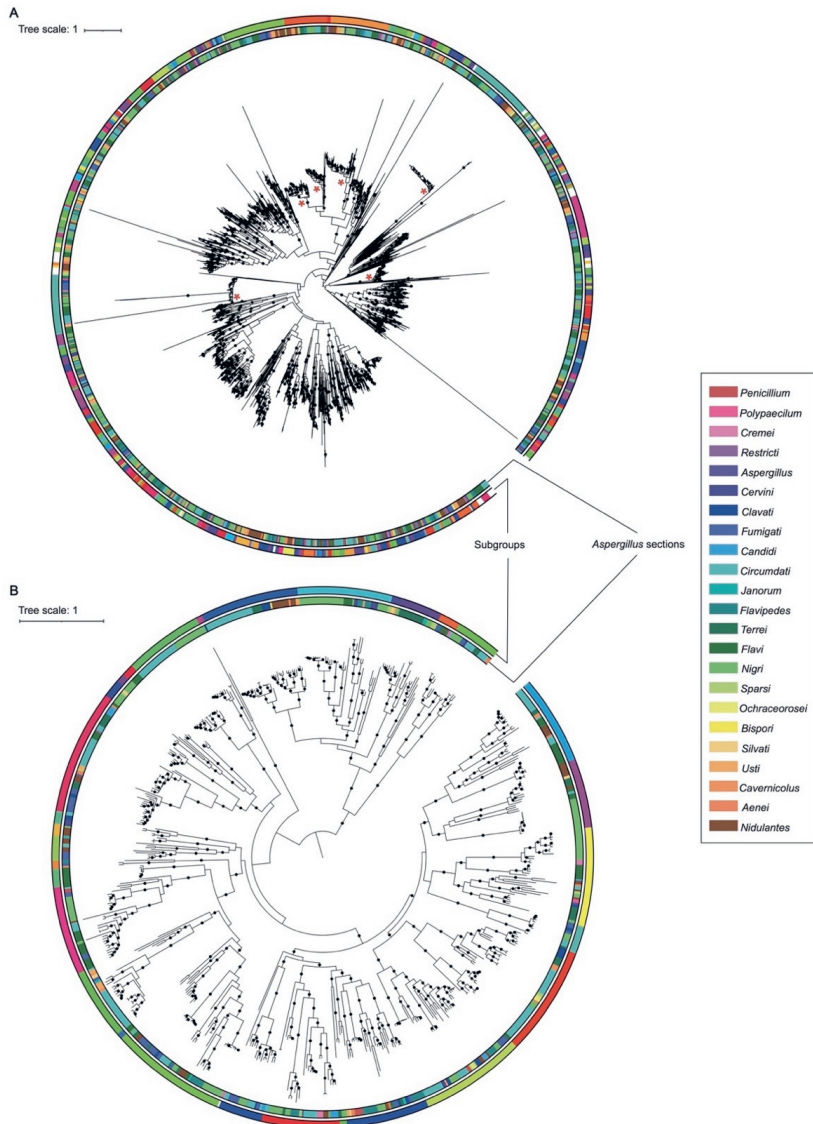 A
Tree scale: 1
Penicillium
Polypaecilum
Cremei
Restricti
Aspergillus
Cervini
Clavati
Fumigati
Candidi
Circumdati
Janorum
Flavipedes
Terrei
Flavi
Nigri
Sparsi
Ochraceorosei
Bispori
Silvati
Usti
Cavernicolus
Aenei
Nidulantes
Subgroups
Aspergillus sections
B
Tree scale: 1